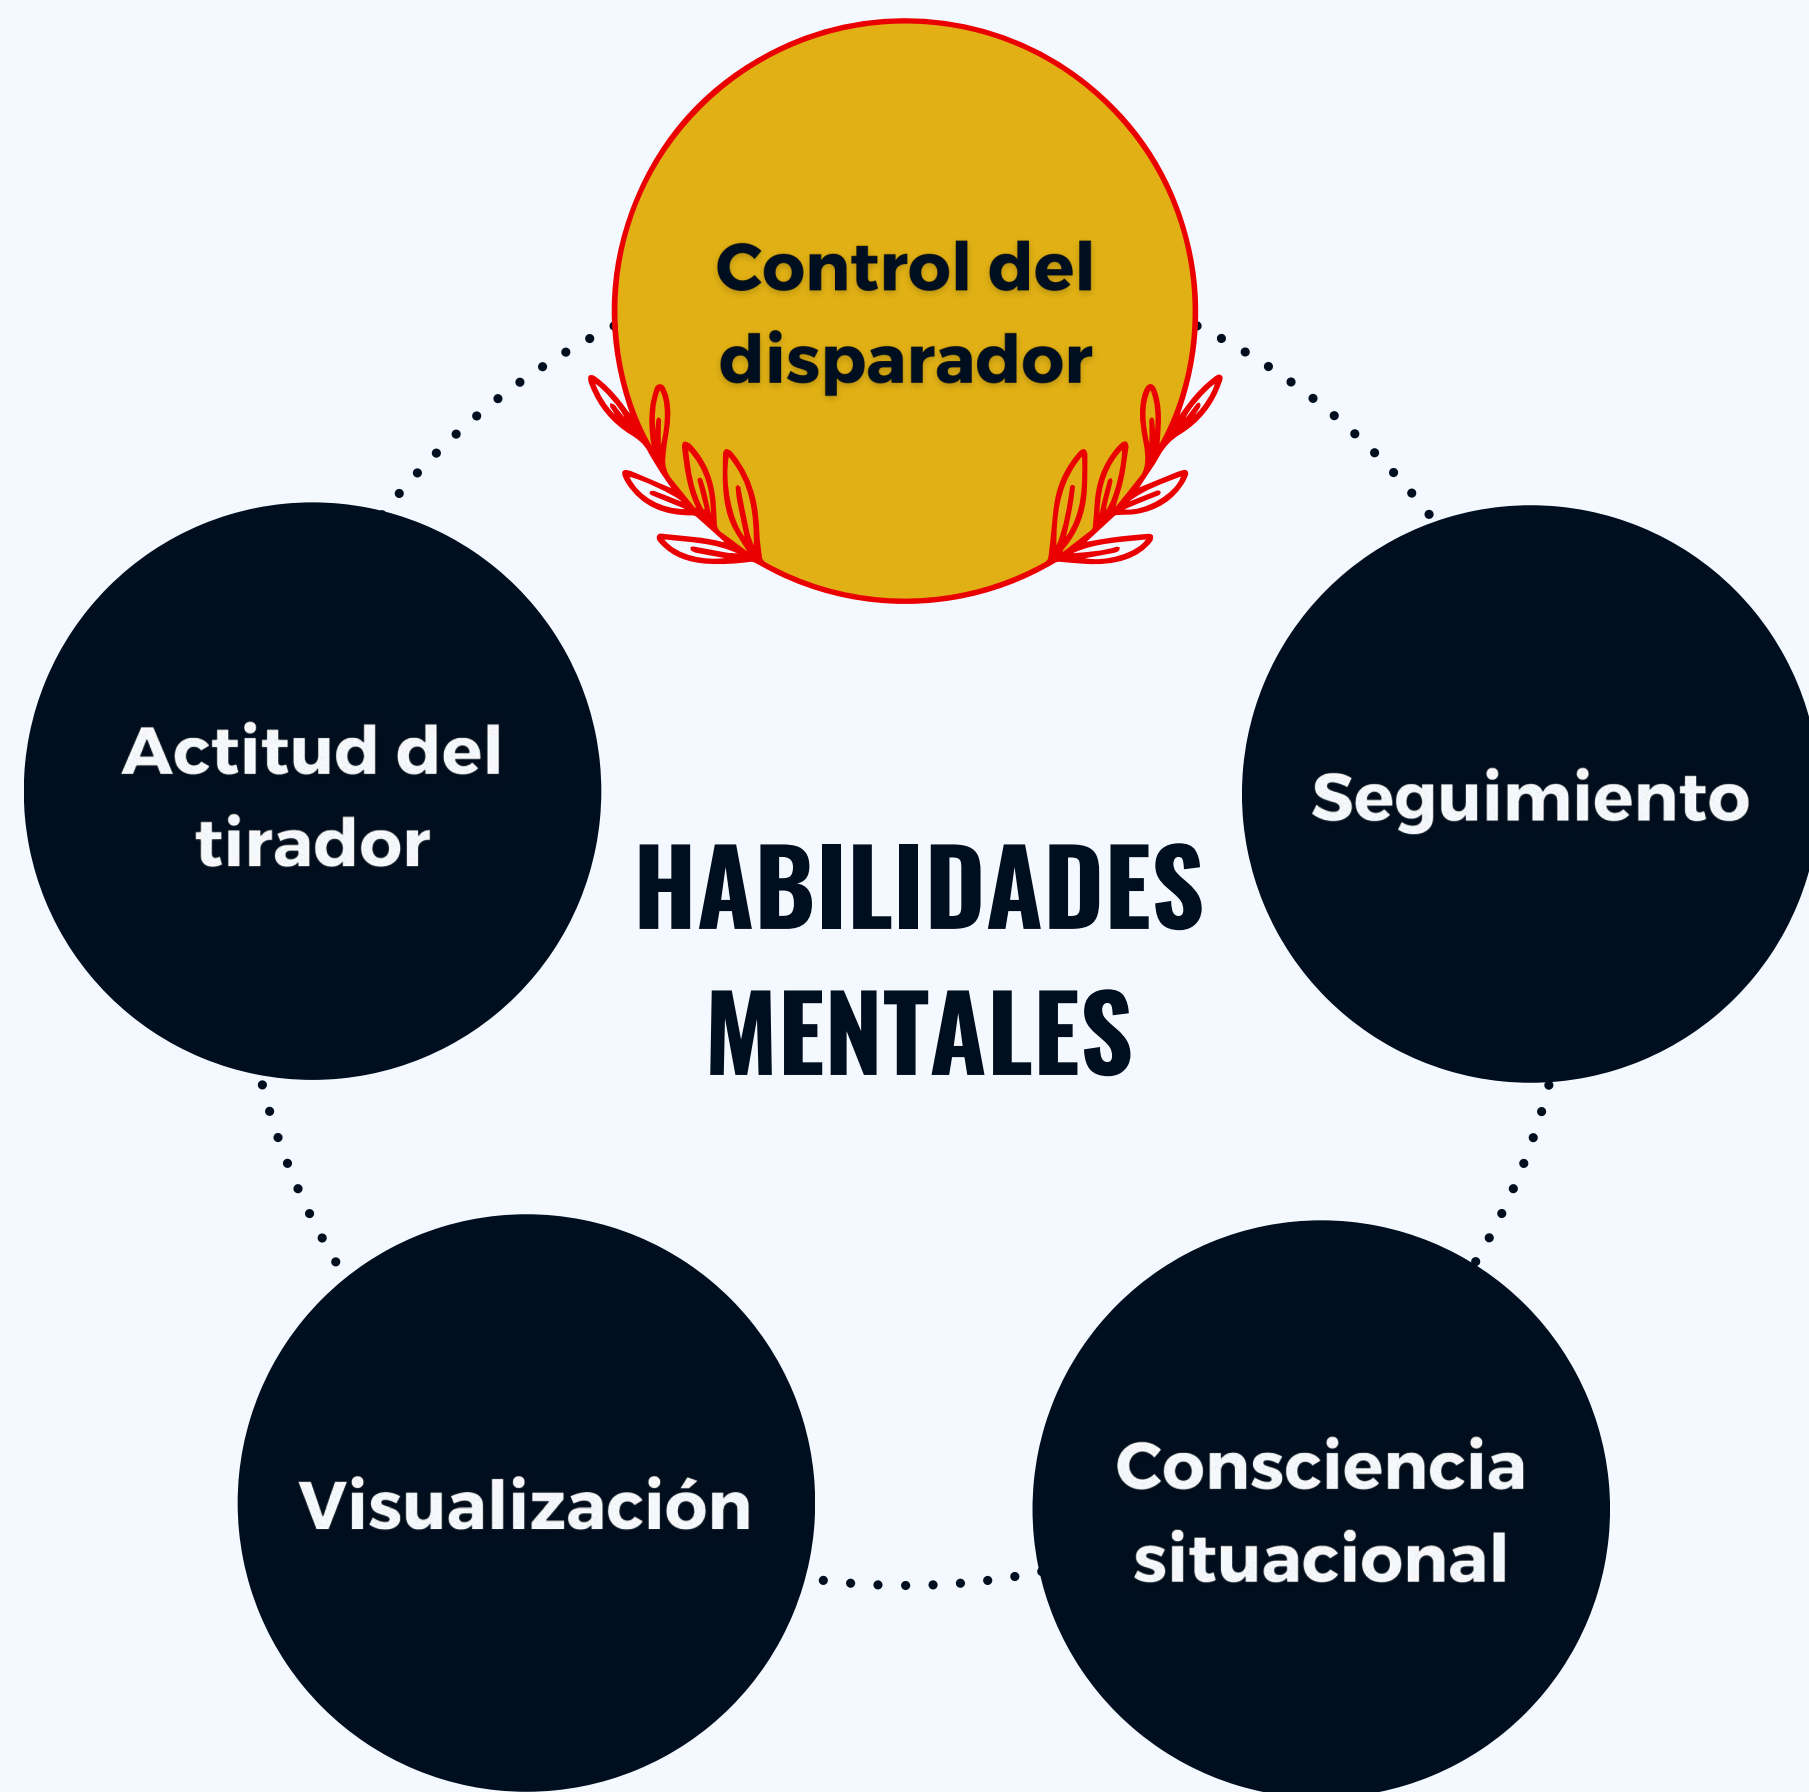 Control del
disparador
Actitud del
tirador
Seguimiento
HABILIDADES
MENTALES
Visualización
Consciencia
situacional